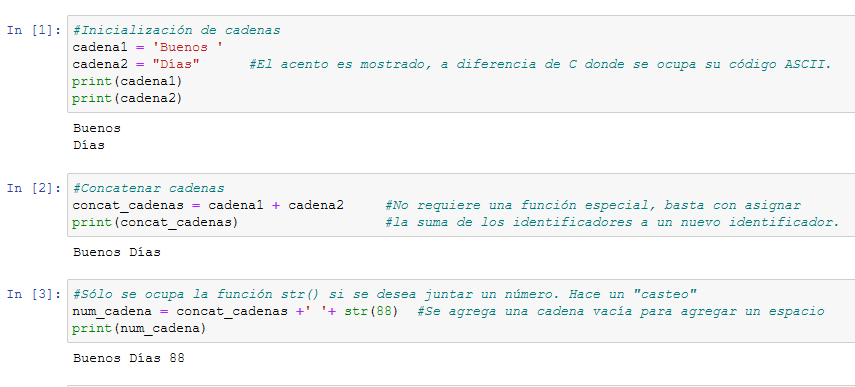 In [1]: #Inicialización de cadenas
cadena1 = 'Buenos '
cadena2 = "Días"      #El acento es mostrado, a diferencia de C donde se ocupa su código ASCII.
print(cadena1)
print(cadena2)
Buenos
Días
In [2]: #Concatenar cadenas
concat_cadenas = cadena1 + cadena2     #No requiere una función especial, basta con asignar
print(concat_cadenas)                  #la suma de los identificadores a un nuevo identificador.
Buenos Días
In [3]: #Sólo se ocupa la función str() si se desea juntar un número. Hace un "casteo"
num_cadena = concat_cadenas +' '+ str(88)  #Se agrega una cadena vacía para agregar un espacio
print(num_cadena)
Buenos Días 88